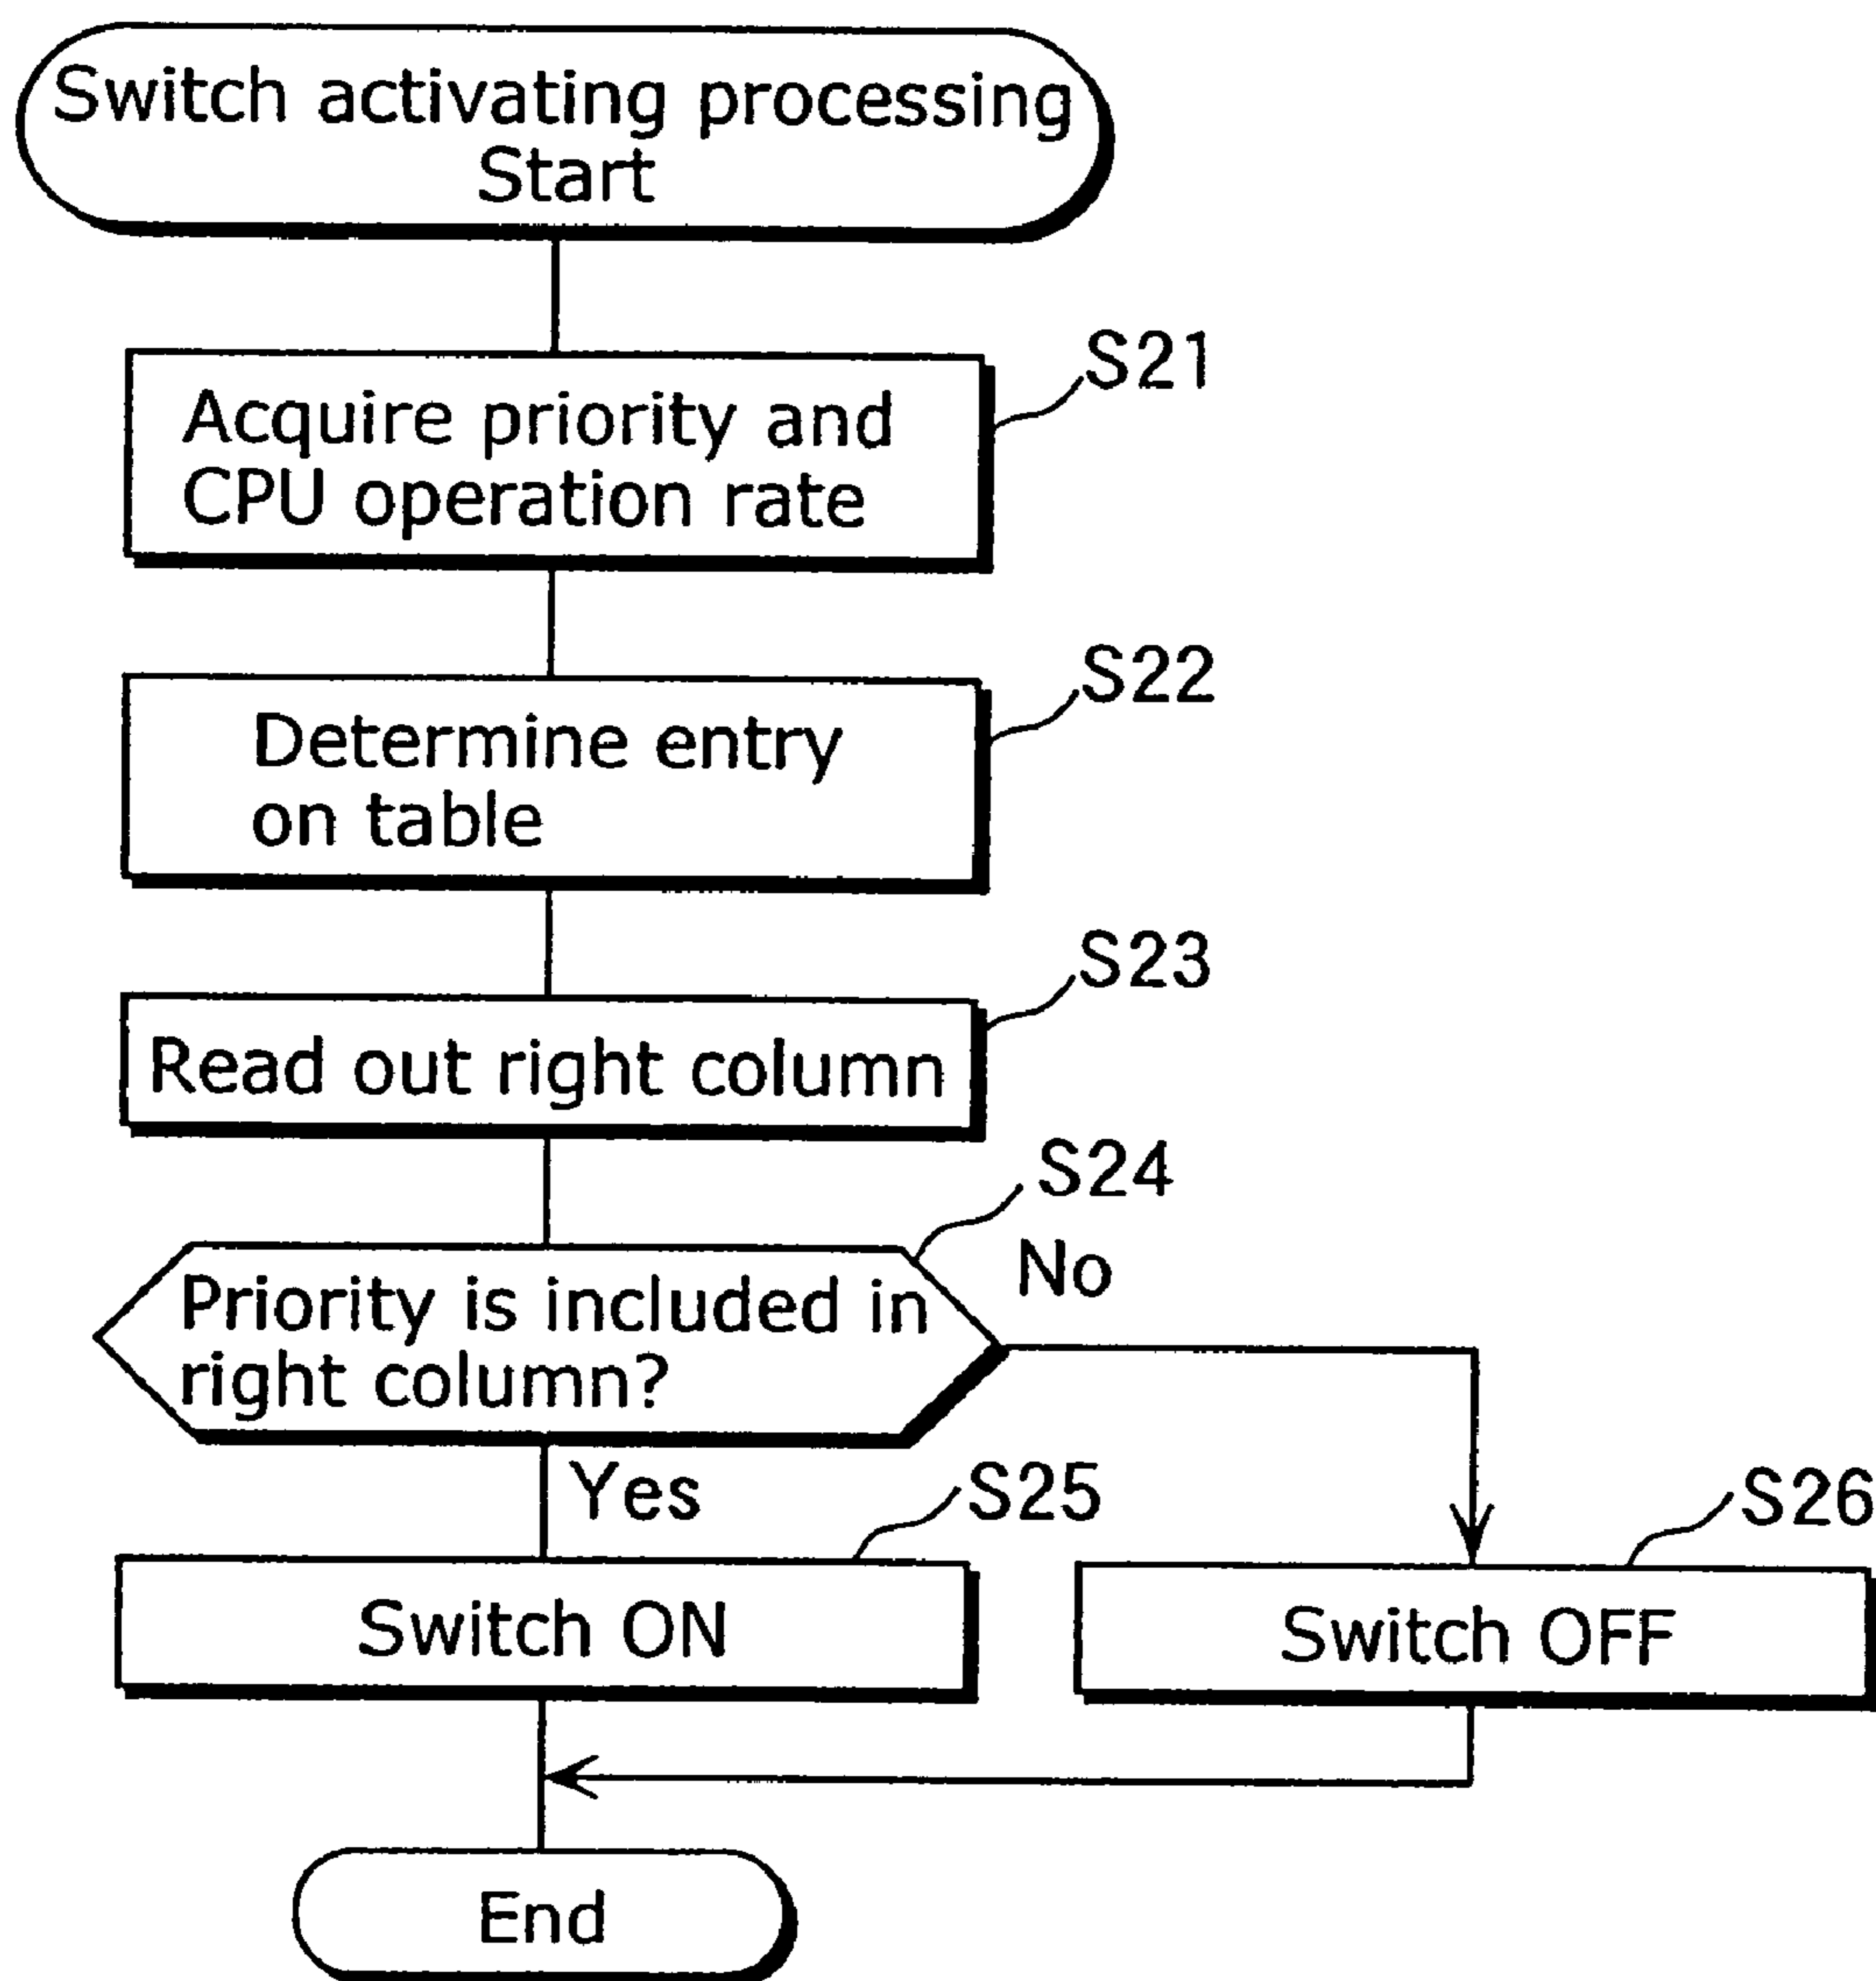 Switch activating processing
Start
S21
Acquire priority and
CPU operation rate
S22
Determine entry
on table
S23
Read out right column
S24
No
Priority is included in
right column?
Yes
S25
S26
Switch ON
Switch OFF
End